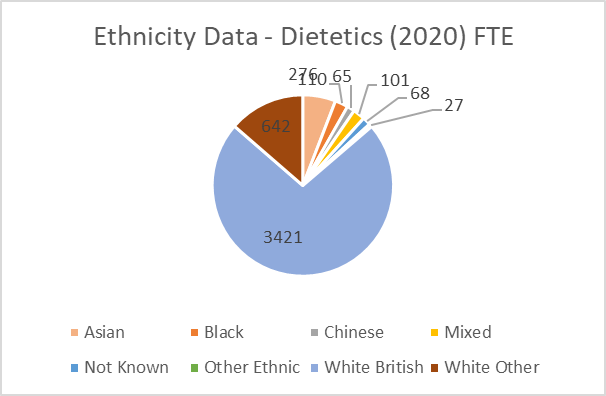 Ethnicity Data - Dietetics (2020) FTE
276 110 65 101
68
27
642
3421
Asian Black Chinese Mixed
Not Known Other Ethnic White British White Other